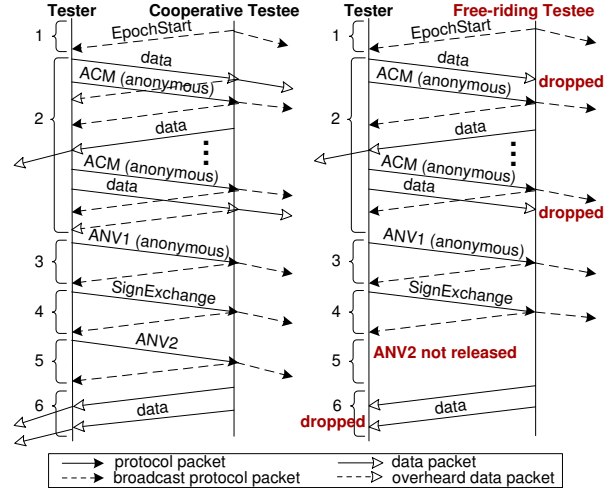 Tester Cooperative Testee
1
EpochStart
data
ACM (anonymous)
2
data
ACM (anonymous)
data
ANV1 (anonymous)
3
SignExchange
4
ANV2
5
6
data
Tester Free-riding Testee
1
EpochStart
data
dropped
ACM (anonymous)
2
data
ACM (anonymous)
data
dropped
ANV1 (anonymous)
3
SignExchange
4
5
ANV2 not released
6
data
dropped
protocol packet
data packet
broadcast protocol packet
overheard data packet